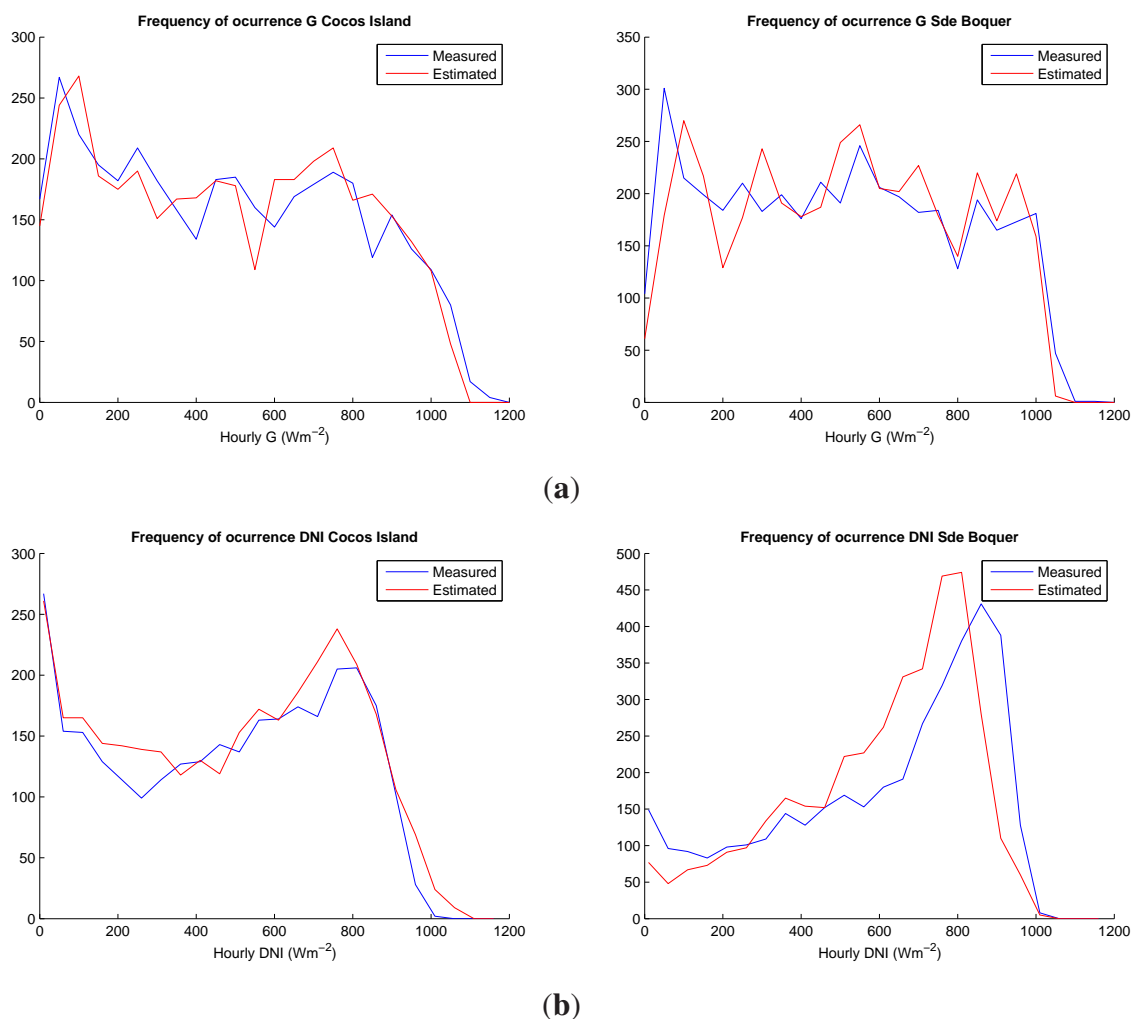 Frequency of ocurrence G Cocos Island
300
250
200
150
100
50
0
0 200 400 600 800 1000 1200
Hourly G (Wm⁻²)
Measured
Estimated
Frequency of ocurrence G Sde Boquer
350
300
250
200
150
100
50
0
0 200 400 600 800 1000 1200
Hourly G (Wm⁻²)
Measured
Estimated
(a)
Frequency of ocurrence DNI Cocos Island
300
250
200
150
100
50
0
0 200 400 600 800 1000 1200
Hourly DNI (Wm⁻²)
Measured
Estimated
Frequency of ocurrence DNI Sde Boquer
500
450
400
350
300
250
200
150
100
50
0
0 200 400 600 800 1000 1200
Hourly DNI (Wm⁻²)
Measured
Estimated
(b)